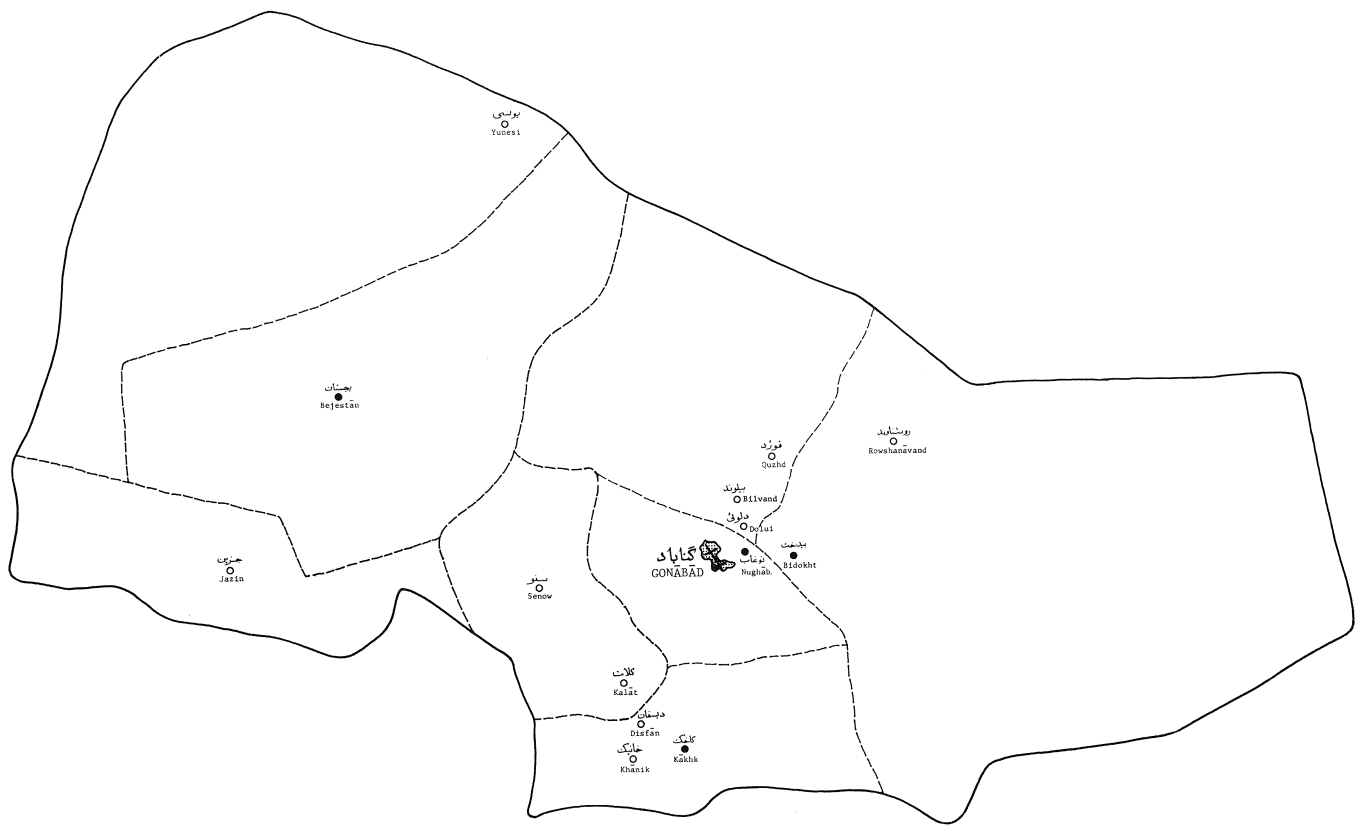 یونسی
Yunesi
بجستان
Bejestān
روشناوند
Rowshanāvand
قوژد
Quzhd
بیلوند
Bilvand
دلوئی
Dolui
گناباد
GONĀBĀD
نوغاب
Nughāb
بیدخت
Bidokht
جزین
Jazin
سنو
Senow
کلات
Kalāt
دیسفان
Disfān
خانیک
Khānik
کاخک
Kākhk